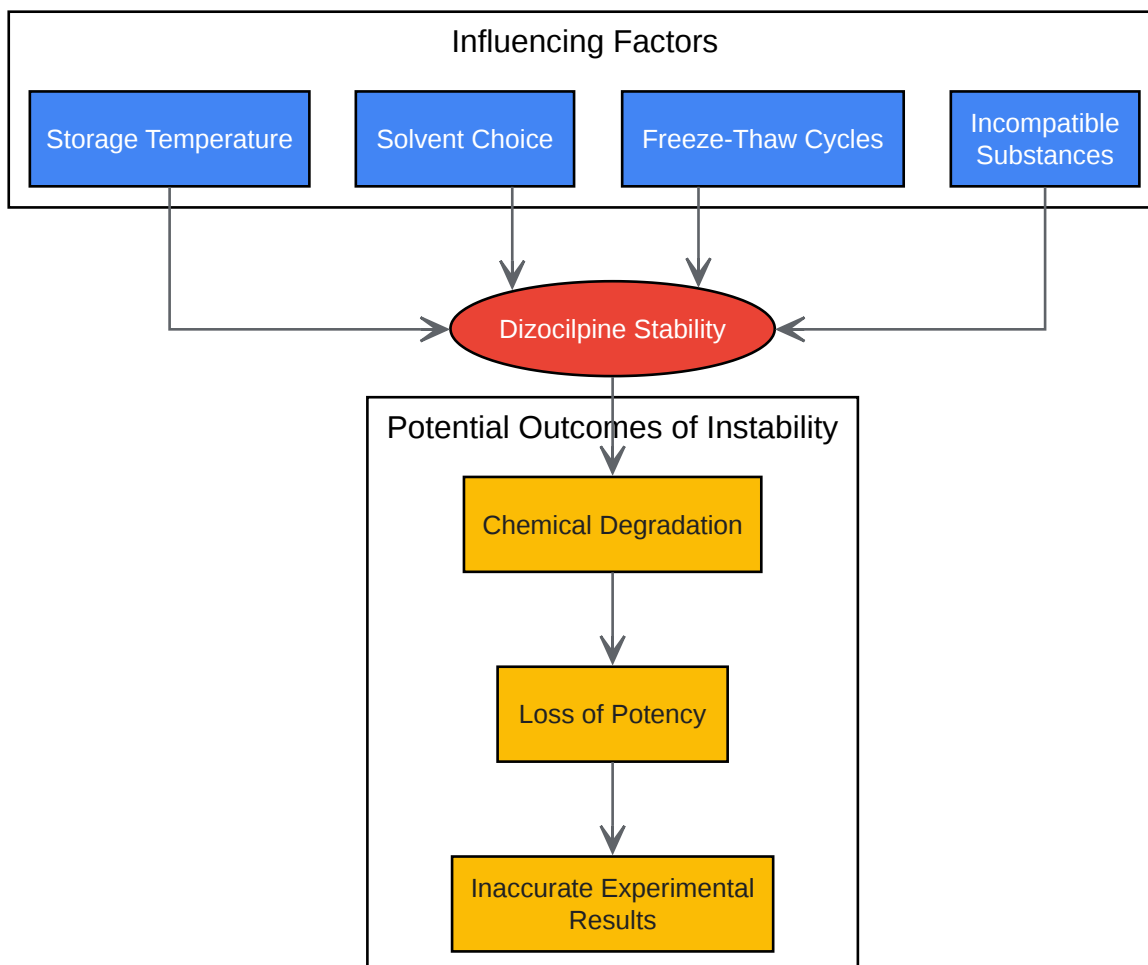 Influencing Factors
Storage Temperature
Solvent Choice
Freeze-Thaw Cycles
Incompatible
Substances
Dizocilpine Stability
Potential Outcomes of Instability
Chemical Degradation
Loss of Potency
Inaccurate Experimental
Results